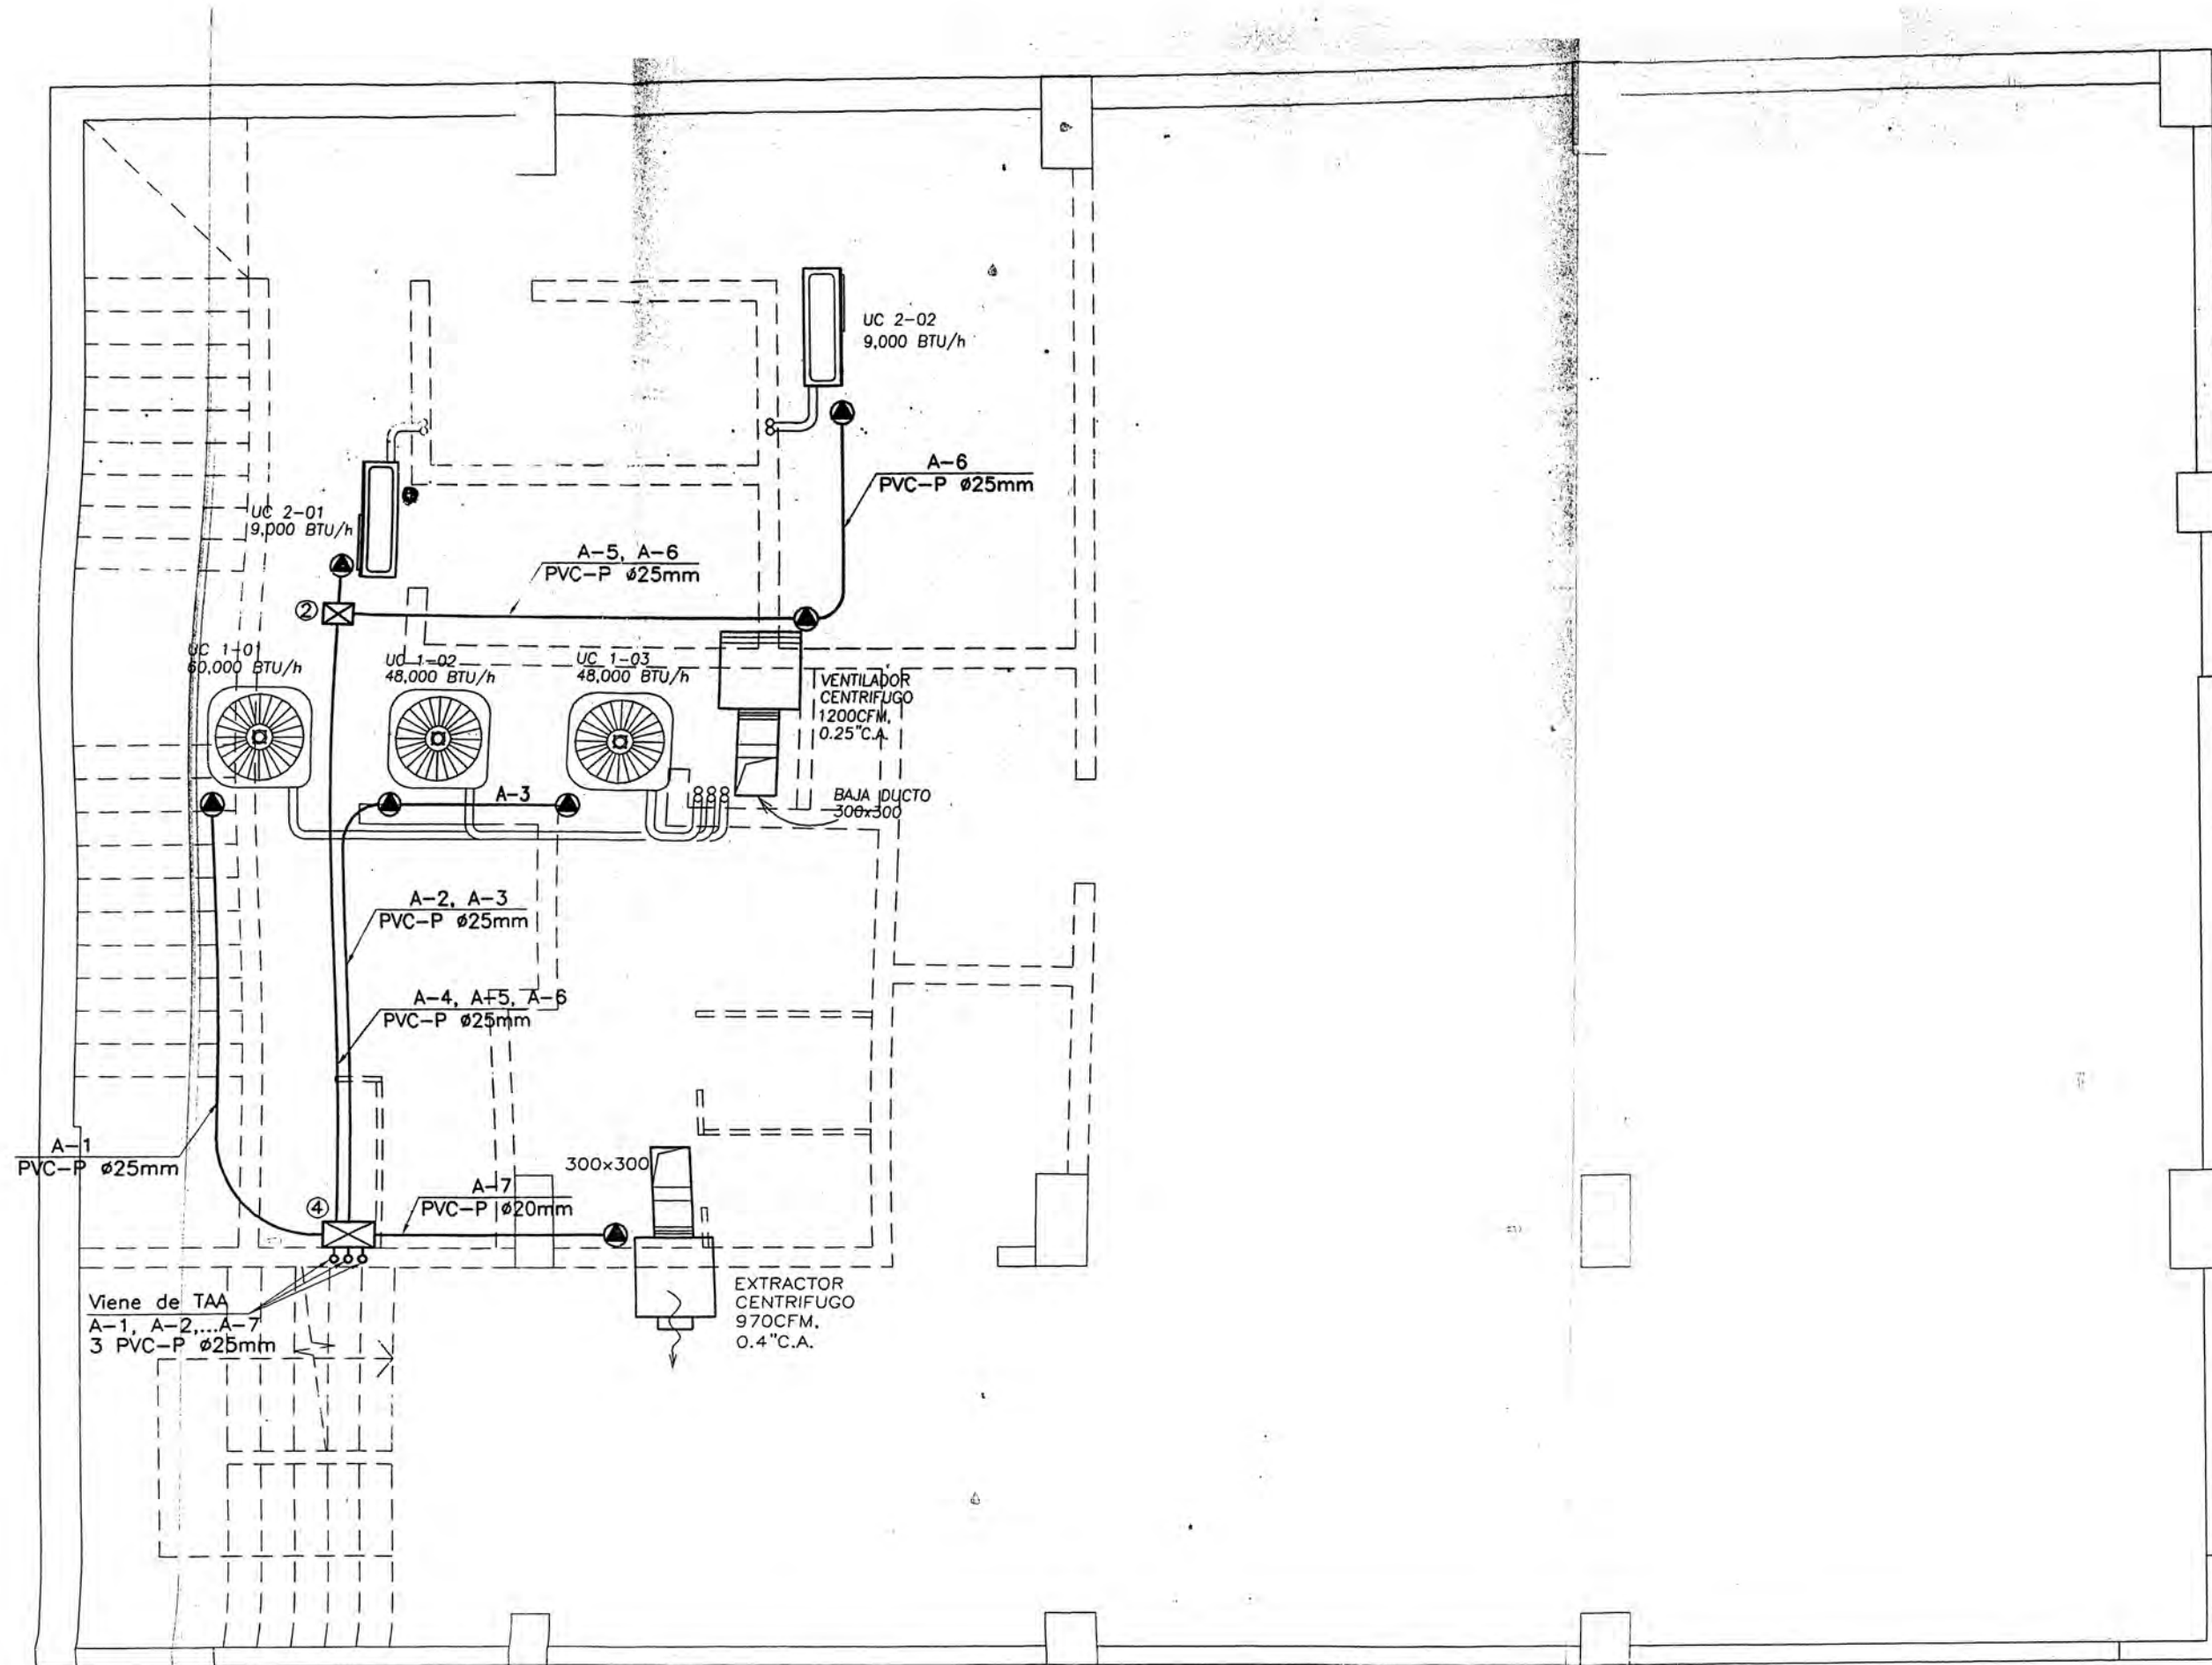 UC 2-02
9,000 BTU/h
A-6
PVC-P ø25mm
UC 2-01
9,000 BTU/h
A-5, A-6
PVC-P ø25mm
②
UC 1-01
60,000 BTU/h
UC 1-02
48,000 BTU/h
UC 1-03
48,000 BTU/h
VENTILADOR
CENTRIFUGO
1200CFM,
0.25"C.A.
A-3
BAJA DUCTO
300x300
A-2, A-3
PVC-P ø25mm
A-4, A-5, A-6
PVC-P ø25mm
A-1
PVC-P ø25mm
300x300
A-7
PVC-P ø20mm
④
Viene de TAA
A-1, A-2,...A-7
3 PVC-P ø25mm
EXTRACTOR
CENTRIFUGO
970CFM,
0.4"C.A.